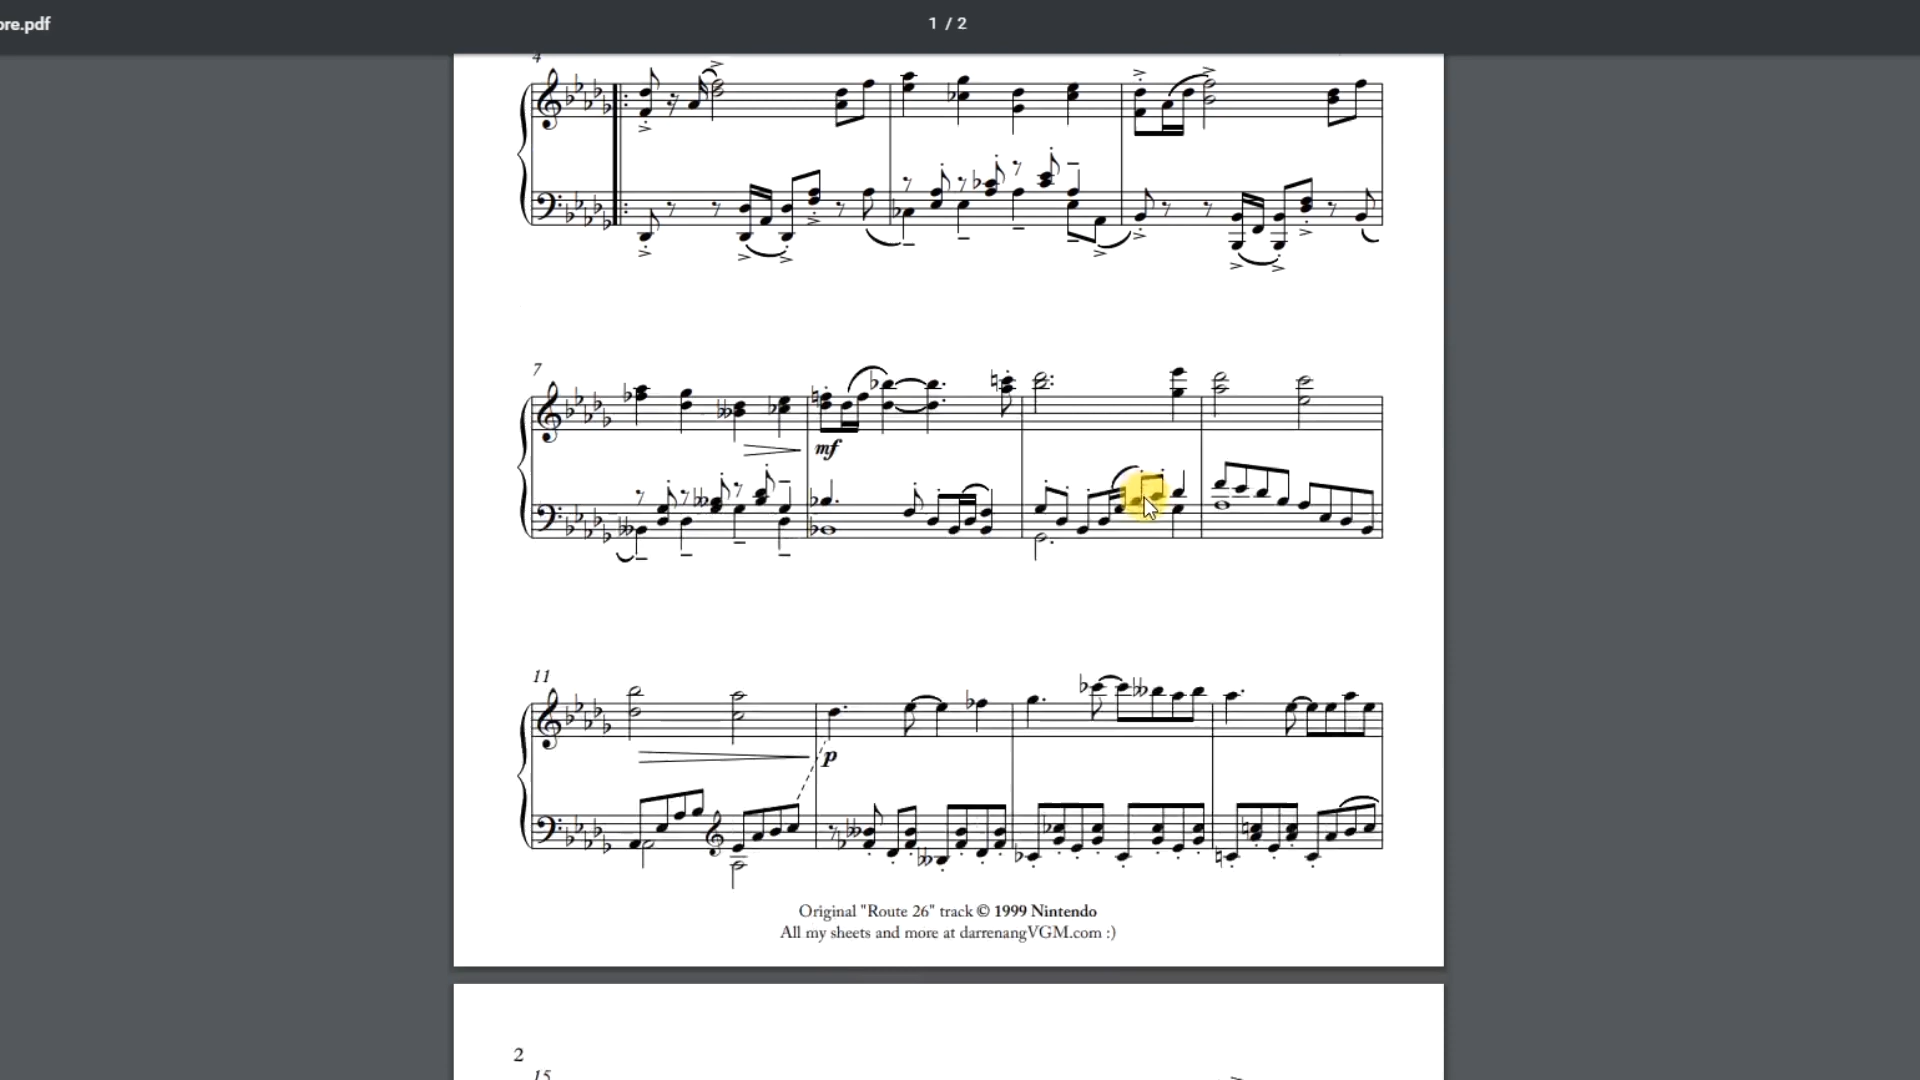 ore.pdf
1 / 2
4
7
mf
11
p
Original "Route 26" track © 1999 Nintendo
All my sheets and more at darrenangVGM.com :)
2
15